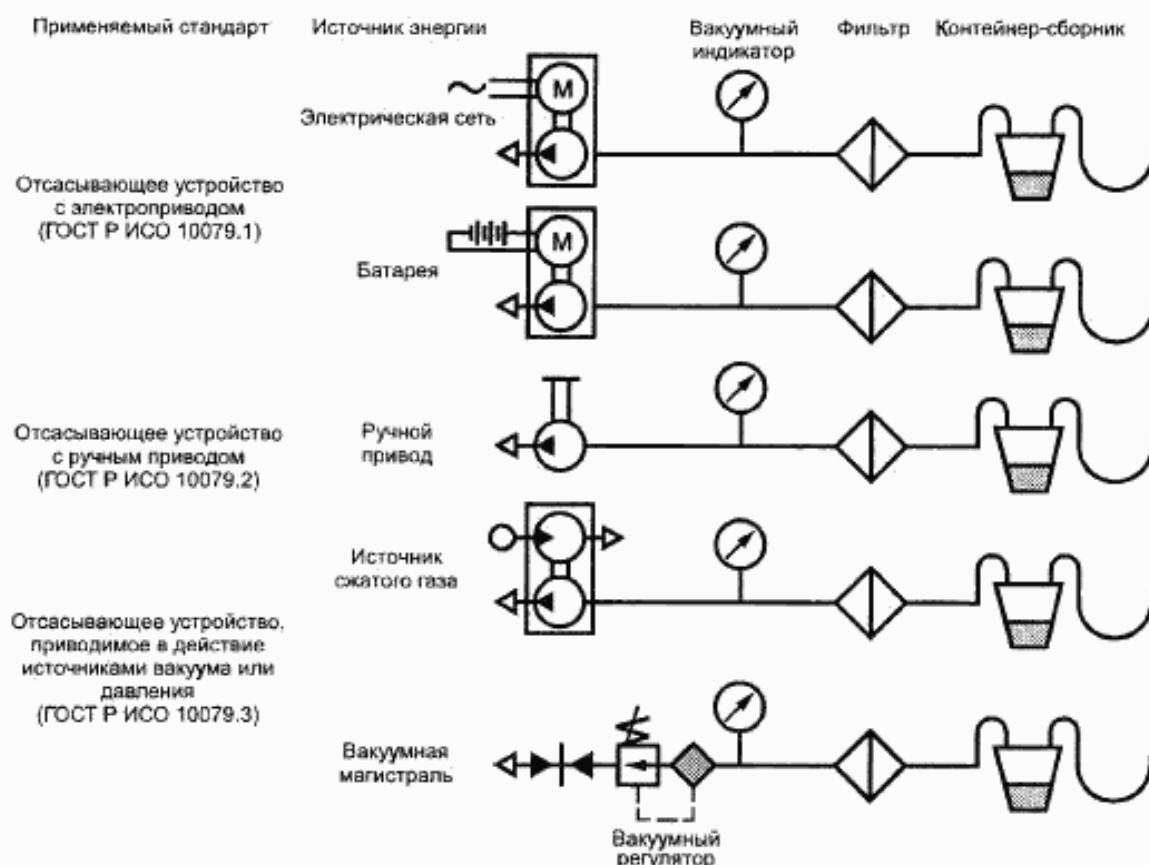 Применяемый стандарт
Источник энергии
Вакуумный
индикатор
Фильтр
Контейнер-сборник
M
Электрическая сеть
Отсасывающее устройство
с электроприводом
(ГОСТ Р ИСО 10079.1)
M
Батарея
Отсасывающее устройство
с ручным приводом
(ГОСТ Р ИСО 10079.2)
Ручной
привод
Источник
сжатого газа
Отсасывающее устройство,
приводимое в действие
источниками вакуума или
давления
(ГОСТ Р ИСО 10079.3)
Вакуумная
магистраль
Вакуумный
регулятор